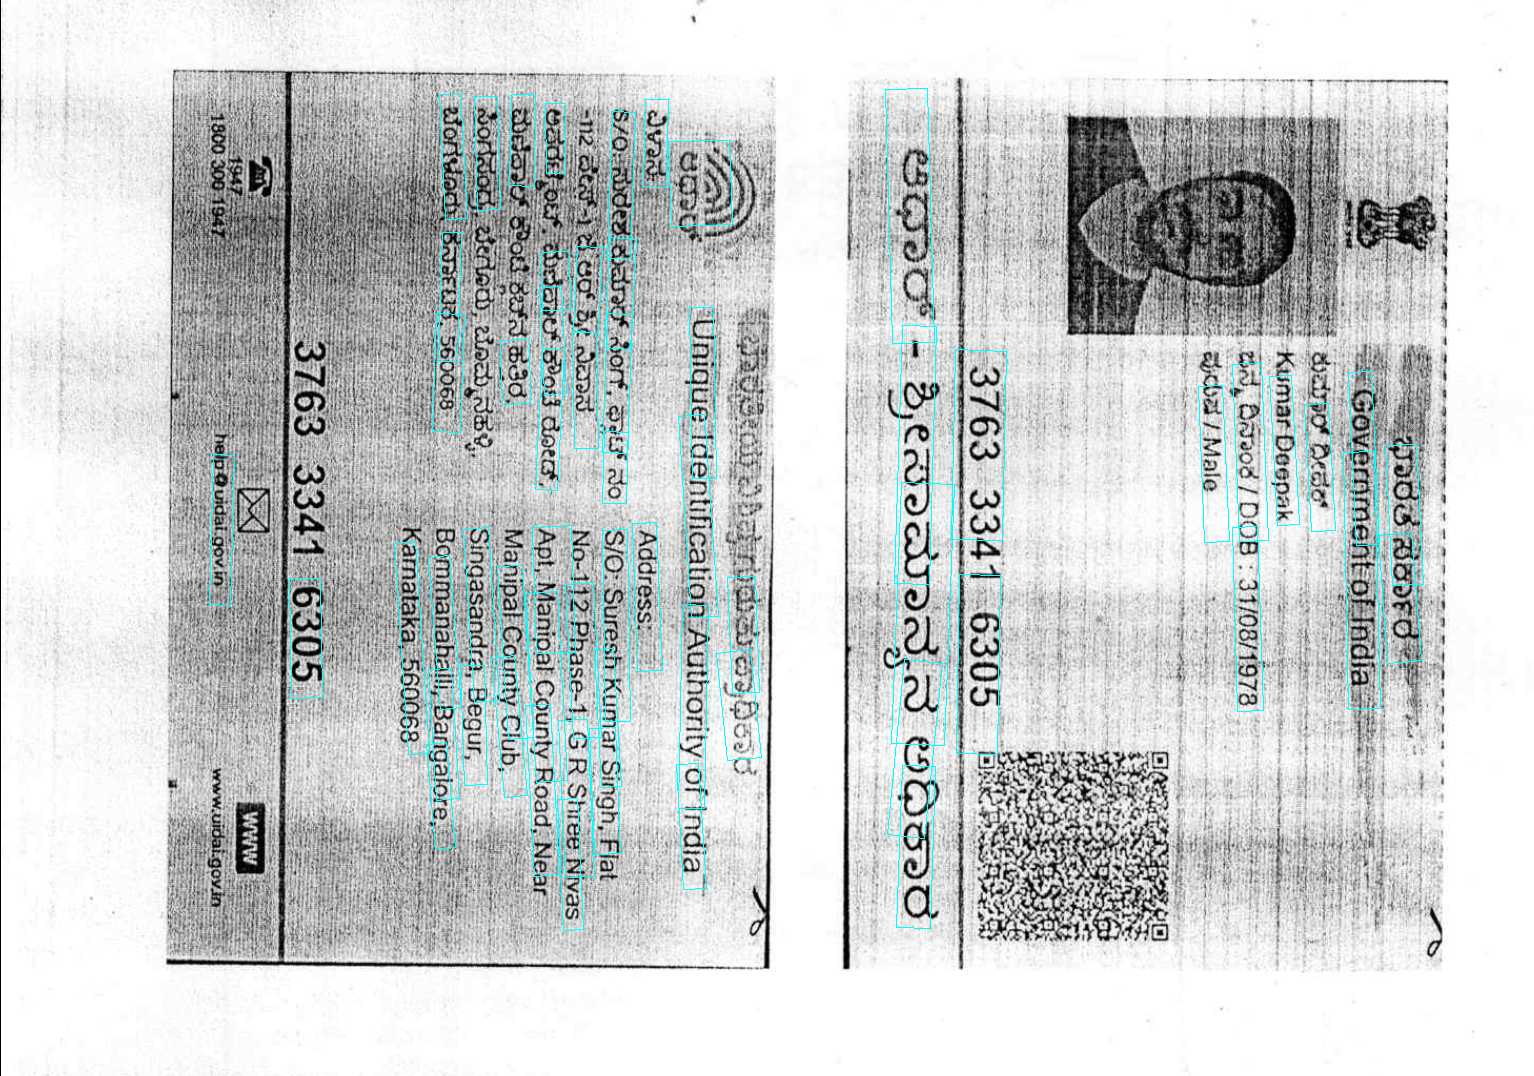 ಭಾರತ ಸರ್ಕಾರ
Government of India
ಕುಮಾರ್ ದೀಪಕ್
Kumar Deepak
ಜನ್ಮ ದಿನಾಂಕ / DOB : 31/08/1978
ಪುರುಷ / Male
3763 3341 6305
ಆಧಾರ್ - ಶ್ರೀಸಾಮಾನ್ಯನ ಅಧಿಕಾರ
ಭಾರತೀಯ ವಿಶಿಷ್ಟ ಗುರುತು ಪ್ರಾಧಿಕಾರ
Unique Identification Authority of India
ಆಧಾರ್
ವಿಳಾಸ:
S/O: ಸುರೇಶ ಕುಮಾರ್ ಸಿಂಗ್, ಫ್ಲಾಟ್ ನಂ
-112 ಫೇಸ್-1, ಜಿ ಆರ್ ಶ್ರೀ ನಿವಾಸ
ಅಪರ್ಟ್ಮೆಂಟ್, ಮನಿಪಾಲ್ ಕೌಂಟಿ ರೋಡ್,
ಮನಿಪಾಲ್ ಕೌಂಟಿ ಕ್ಲಬ್‌ನ ಹತ್ತಿರ,
ಸಿಂಗಸಂದ್ರ, ಬೇಗೂರು, ಬೊಮ್ಮನಹಳ್ಳಿ,
ಬೆಂಗಳೂರು, ಕರ್ನಾಟಕ, 560068
Address:
S/O: Suresh Kumar Singh, Flat
No-112 Phase-1, G R Shree Nivas
Apt, Manipal County Road, Near
Manipal County Club,
Singasandra, Begur,
Bommanahalli, Bangalore,
Karnataka, 560068
3763 3341 6305
1947
1800 300 1947
help@uidai.gov.in
WWW
www.uidai.gov.in